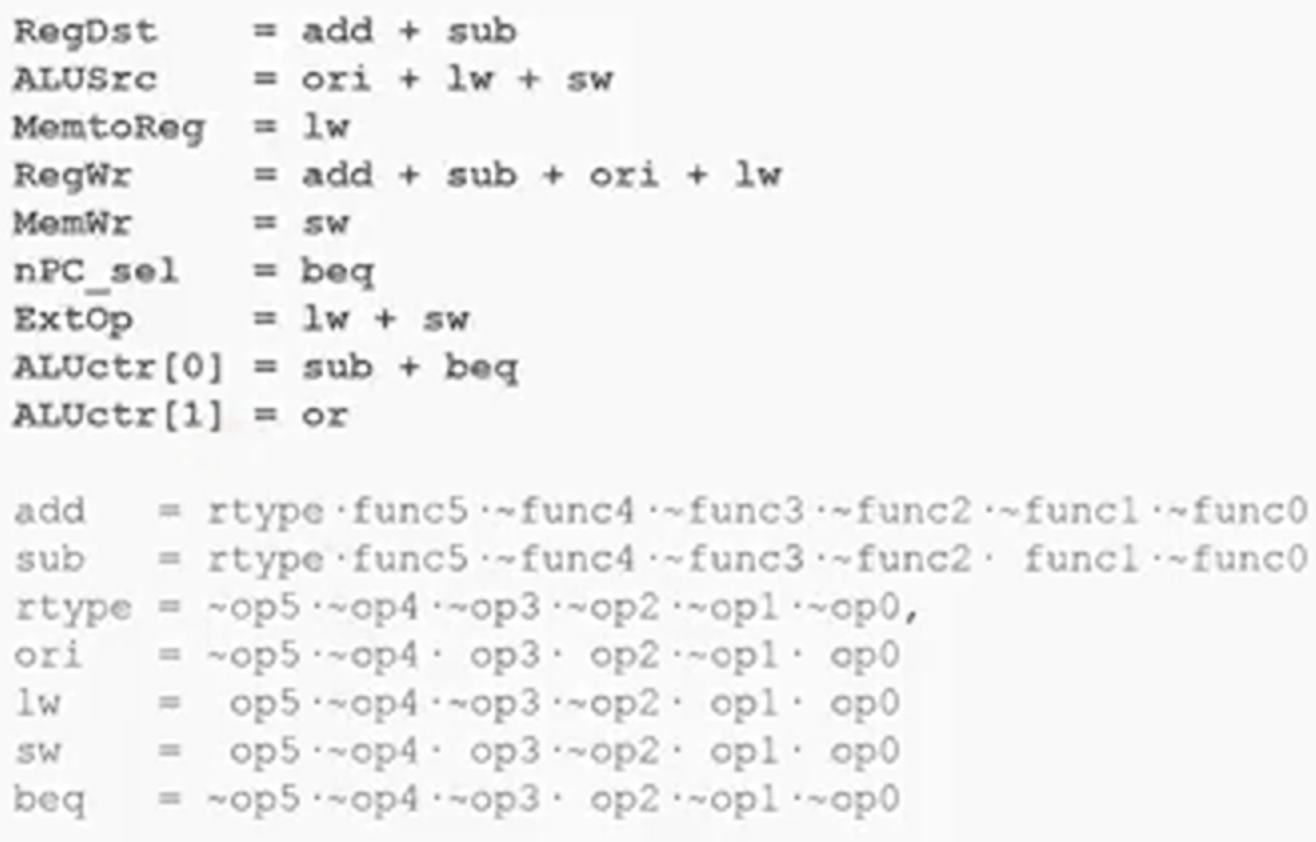 RegDst    = add + sub
ALUSrc    = ori + lw + sw
MemtoReg  = lw
RegWr     = add + sub + ori + lw
MemWr     = sw
nPC_sel   = beq
ExtOp     = lw + sw
ALUctr[0] = sub + beq
ALUctr[1] = or
add   = rtype·func5·~func4·~func3·~func2·~func1·~func0
sub   = rtype·func5·~func4·~func3·~func2· func1·~func0
rtype = ~op5·~op4·~op3·~op2·~op1·~op0,
ori   = ~op5·~op4· op3· op2·~op1· op0
lw    =  op5·~op4·~op3·~op2· op1· op0
sw    =  op5·~op4· op3·~op2· op1· op0
beq   = ~op5·~op4·~op3· op2·~op1·~op0